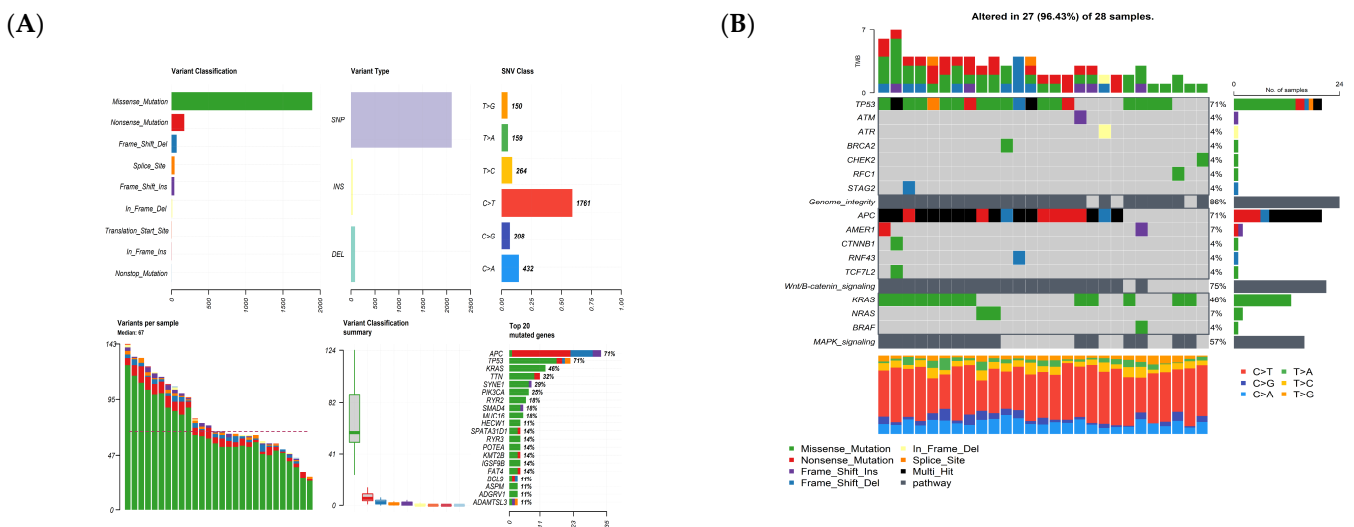 (A)
Variant Classification
Missense_Mutation
Nonsense_Mutation
Frame_Shift_Del
Splice_Site
Frame_Shift_Ins
In_Frame_Del
Translation_Start_Site
In_Frame_Ins
Nonstop_Mutation
0
500
1000
1500
2000
Variant Type
SNP
INS
DEL
0
500
1000
1500
2000
SNV Class
T>G
150
T>A
159
T>C
264
C>T
1761
C>G
208
C>A
432
0.00
0.25
0.50
0.75
1.00
Variants per sample
Median: 67
143
95
47
0
Variant Classification
summary
124
82
41
0
Top 20
mutated genes
APC 71%
TP53 71%
KRAS 46%
TTN 32%
SYNE1 29%
PIK3CA 25%
RYR2 18%
SMAD4 18%
MUC16 18%
HECW1 11%
SPATA31D1 14%
RYR3 14%
POTEA 14%
KMT2B 14%
IGSF9B 14%
FAT4 14%
BCL9 11%
ASPM 11%
ADGRV1 11%
ADAMTSL3 11%
0
11
23
35
(B)
Altered in 27 (96.43%) of 28 samples.
7
TMB
0
No. of samples
0
24
TP53 71%
ATM 4%
ATR 4%
BRCA2 4%
CHEK2 4%
RFC1 4%
STAG2 4%
Genome_integrity 86%
APC 71%
AMER1 7%
CTNNB1 4%
RNF43 4%
TCF7L2 4%
Wnt/B-catenin_signaling 75%
KRAS 46%
NRAS 7%
BRAF 4%
MAPK_signaling 57%
C>T T>A
C>G T>C
C>A T>G
Missense_Mutation In_Frame_Del
Nonsense_Mutation Splice_Site
Frame_Shift_Ins Multi_Hit
Frame_Shift_Del pathway